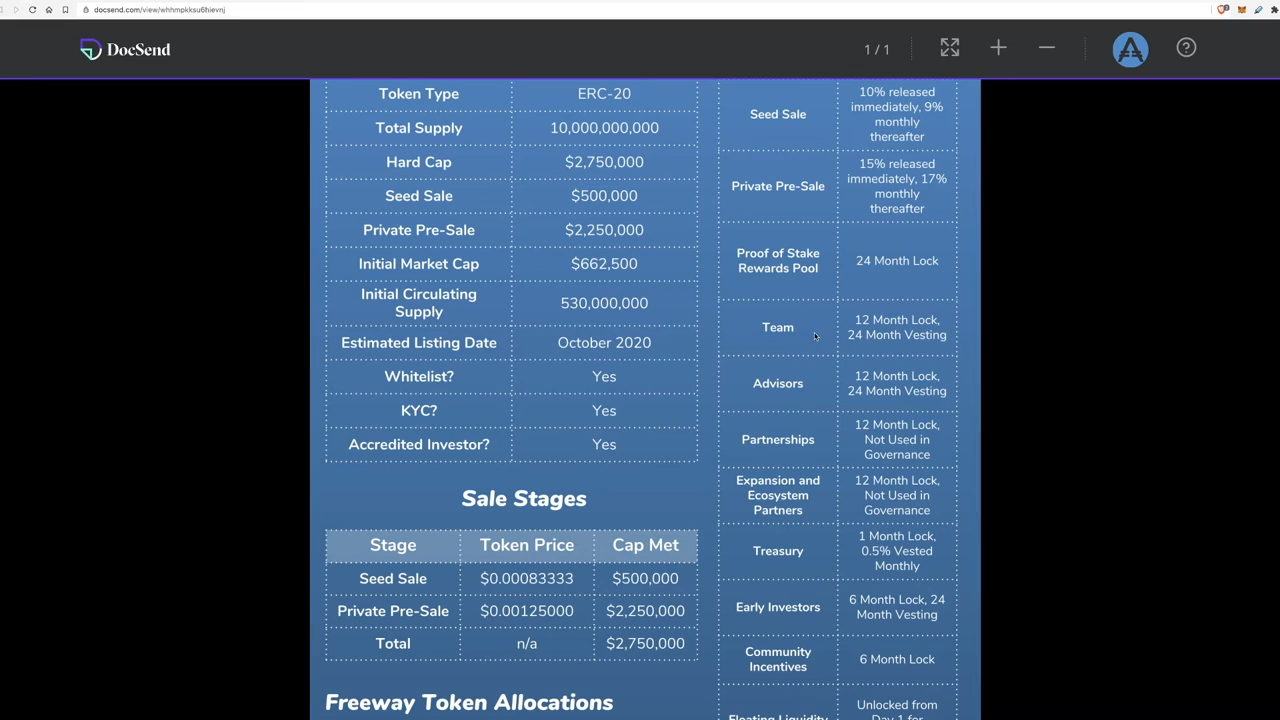 docsend.com/view/whhmpkksu6hievnj
DocSend
1 / 1
Token Type ERC-20
Total Supply 10,000,000,000
Hard Cap $2,750,000
Seed Sale $500,000
Private Pre-Sale $2,250,000
Initial Market Cap $662,500
Initial Circulating
Supply 530,000,000
Estimated Listing Date October 2020
Whitelist? Yes
KYC? Yes
Accredited Investor? Yes
Sale Stages
Stage Token Price Cap Met
Seed Sale $0.00083333 $500,000
Private Pre-Sale $0.00125000 $2,250,000
Total n/a $2,750,000
Freeway Token Allocations
Seed Sale
10% released
immediately, 9%
monthly
thereafter
Private Pre-Sale
15% released
immediately, 17%
monthly
thereafter
Proof of Stake
Rewards Pool
24 Month Lock
Team
12 Month Lock,
24 Month Vesting
Advisors
12 Month Lock,
24 Month Vesting
Partnerships
12 Month Lock,
Not Used in
Governance
Expansion and
Ecosystem
Partners
12 Month Lock,
Not Used in
Governance
Treasury
1 Month Lock,
0.5% Vested
Monthly
Early Investors
6 Month Lock, 24
Month Vesting
Community
Incentives
6 Month Lock
Floating Liquidity
Unlocked from
Day 1 for